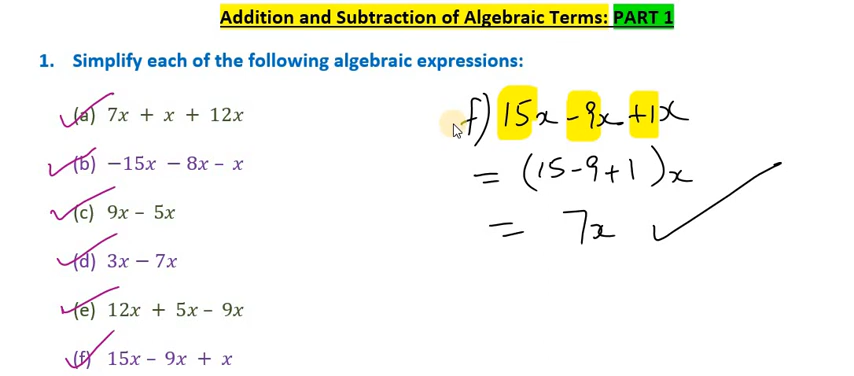 Addition and Subtraction of Algebraic Terms: PART 1
1. Simplify each of the following algebraic expressions:
(a) 7x + x + 12x
(b) −15x − 8x − x
(c) 9x − 5x
(d) 3x − 7x
(e) 12x + 5x − 9x
(f) 15x − 9x + x
f) 15x -9x +1x
= (15-9+1)x
= 7x